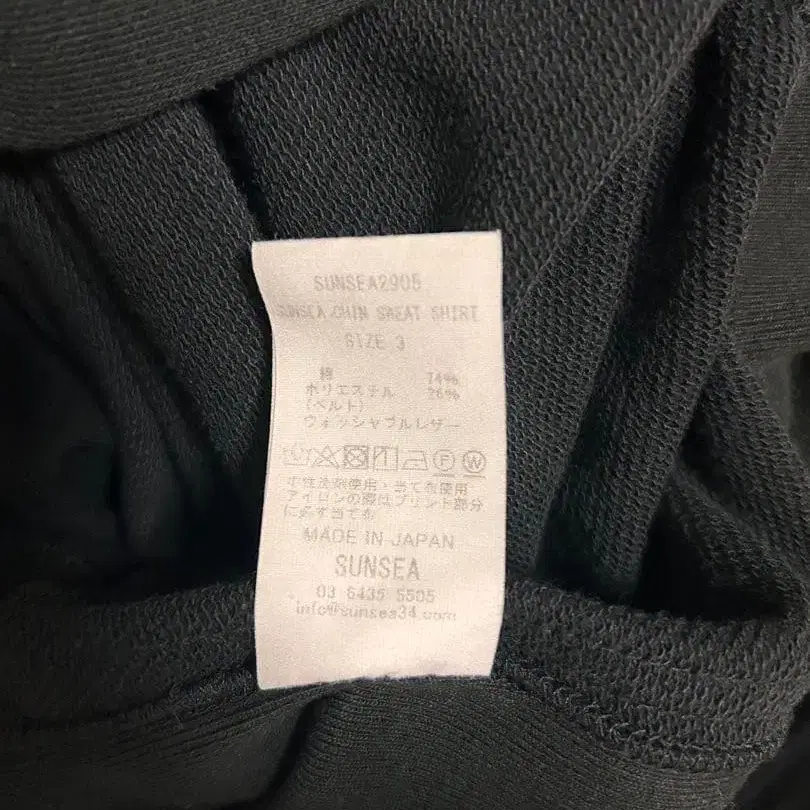 SUNSEA2905
SUNSEA CHIN SWEAT SHIRT
SIZE 3
綿 74%
ポリエステル 26%
(ベルト)
ウォッシャブルレザー
F W
中性洗剤使用・当て布使用
アイロンの際はプリント部分
に必ず当て布
MADE IN JAPAN
SUNSEA
03 6435 5505
info@sunsea34.com